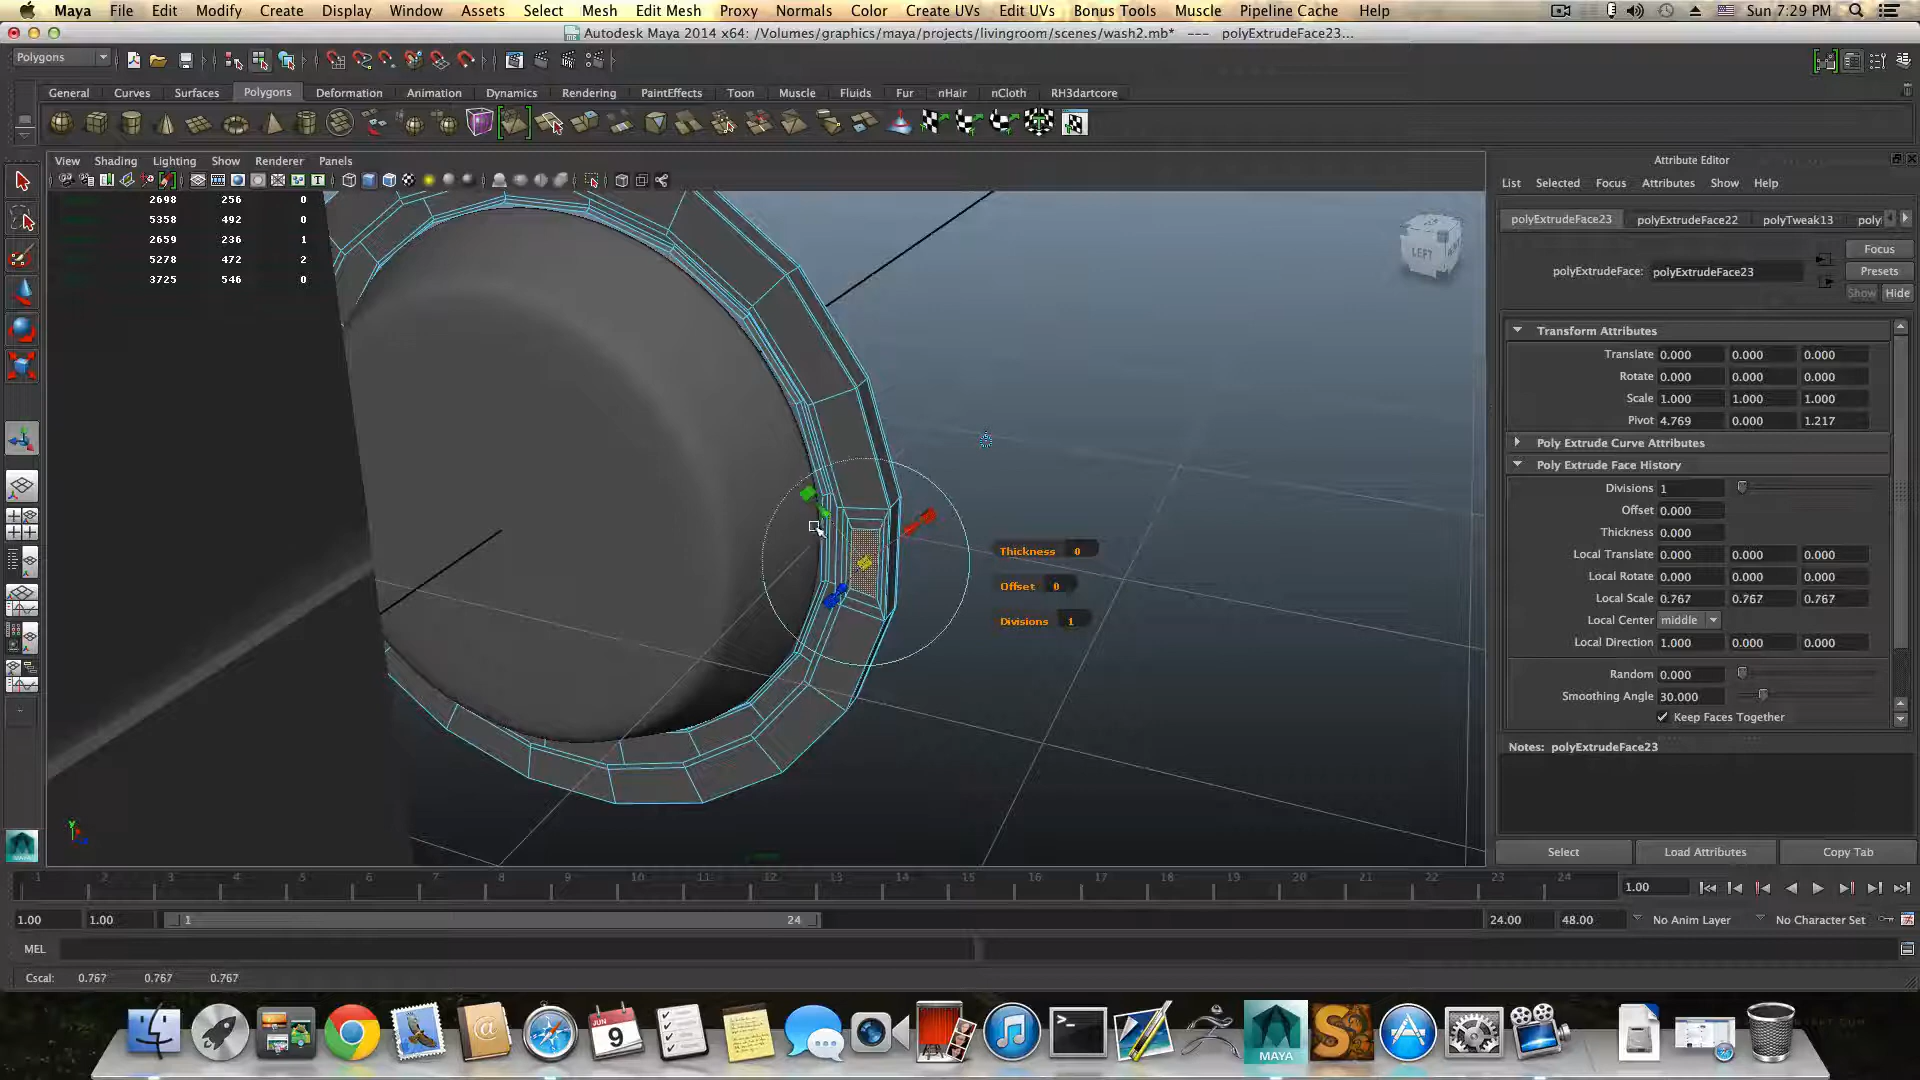 Maya File Edit Modify Create Display Window Assets Select Mesh Edit Mesh Proxy Normals Color Create UVs Edit UVs Bonus Tools Muscle Pipeline Cache Help Sun 7:29 PM
Autodesk Maya 2014 x64: /Volumes/graphics/maya/projects/livingroom/scenes/wash2.mb* --- polyExtrudeFace23...
Polygons
General Curves Surfaces Polygons Deformation Animation Dynamics Rendering PaintEffects Toon Muscle Fluids Fur nHair nCloth RH3dartcore
View Shading Lighting Show Renderer Panels
2698 256 0
5358 492 0
2659 236 1
5278 472 2
3725 546 0
LEFT
Thickness 0
Offset 0
Divisions 1
Attribute Editor
List Selected Focus Attributes Show Help
polyExtrudeFace23 polyExtrudeFace22 polyTweak13 poly
Focus
polyExtrudeFace: polyExtrudeFace23
Presets
Show Hide
Transform Attributes
Translate 0.000 0.000 0.000
Rotate 0.000 0.000 0.000
Scale 1.000 1.000 1.000
Pivot 4.769 0.000 1.217
Poly Extrude Curve Attributes
Poly Extrude Face History
Divisions 1
Offset 0.000
Thickness 0.000
Local Translate 0.000 0.000 0.000
Local Rotate 0.000 0.000 0.000
Local Scale 0.767 0.767 0.767
Local Center middle
Local Direction 1.000 0.000 0.000
Random 0.000
Smoothing Angle 30.000
Keep Faces Together
Notes: polyExtrudeFace23
Select Load Attributes Copy Tab
1 2 3 4 5 6 7 8 9 10 11 12 13 14 15 16 17 18 19 20 21 22 23 24
1.00
1.00 1.00 1 24 24.00 48.00 No Anim Layer No Character Set
MEL
Cscal: 0.767 0.767 0.767
JUN
9
MAYA